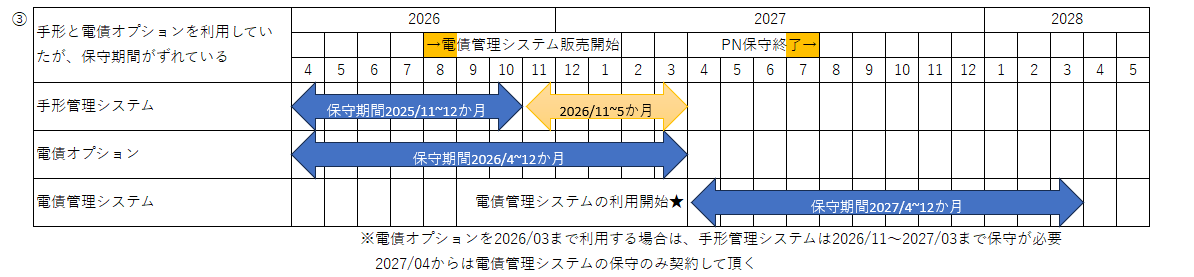 ③
手形と電債オプションを利用してい
たが、保守期間がずれている
2026 2027 2028
→電債管理システム販売開始 PN保守終了→
4 5 6 7 8 9 10 11 12 1 2 3 4 5 6 7 8 9 10 11 12 1 2 3 4 5
手形管理システム 保守期間2025/11~12か月 2026/11~5か月
電債オプション 保守期間2026/4~12か月
電債管理システム 電債管理システムの利用開始★ 保守期間2027/4~12か月
※電債オプションを2026/03まで利用する場合は、手形管理システムは2026/11～2027/03まで保守が必要
2027/04からは電債管理システムの保守のみ契約して頂く